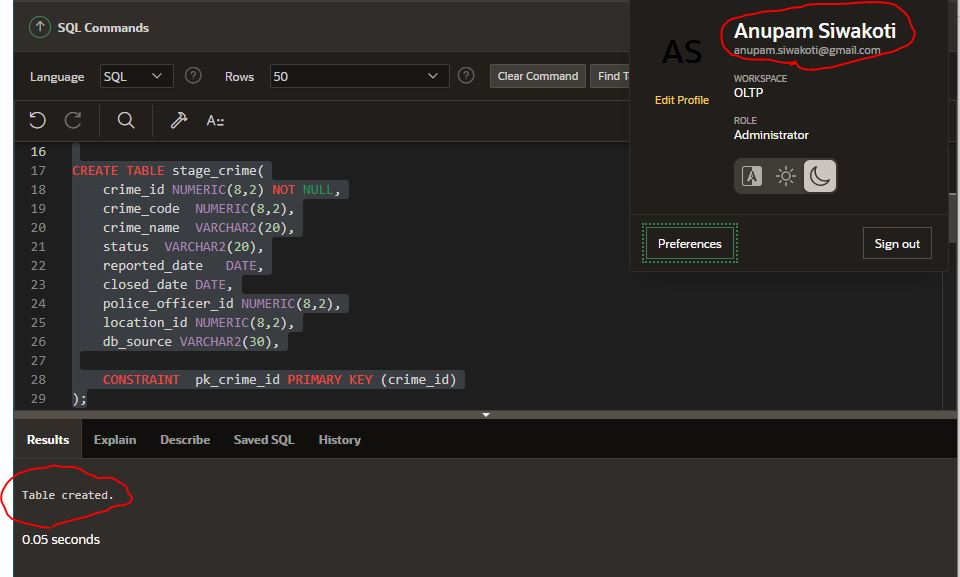 SQL Commands
Language SQL Rows 50 Clear Command Find T
A::
16
17 CREATE TABLE stage_crime(
18 crime_id NUMERIC(8,2) NOT NULL,
19 crime_code NUMERIC(8,2),
20 crime_name VARCHAR2(20),
21 status VARCHAR2(20),
22 reported_date DATE,
23 closed_date DATE,
24 police_officer_id NUMERIC(8,2),
25 location_id NUMERIC(8,2),
26 db_source VARCHAR2(30),
27
28 CONSTRAINT pk_crime_id PRIMARY KEY (crime_id)
29 );
Results Explain Describe Saved SQL History
Table created.
0.05 seconds
AS
Edit Profile
Anupam Siwakoti
anupam.siwakoti@gmail.com
WORKSPACE
OLTP
ROLE
Administrator
Preferences Sign out